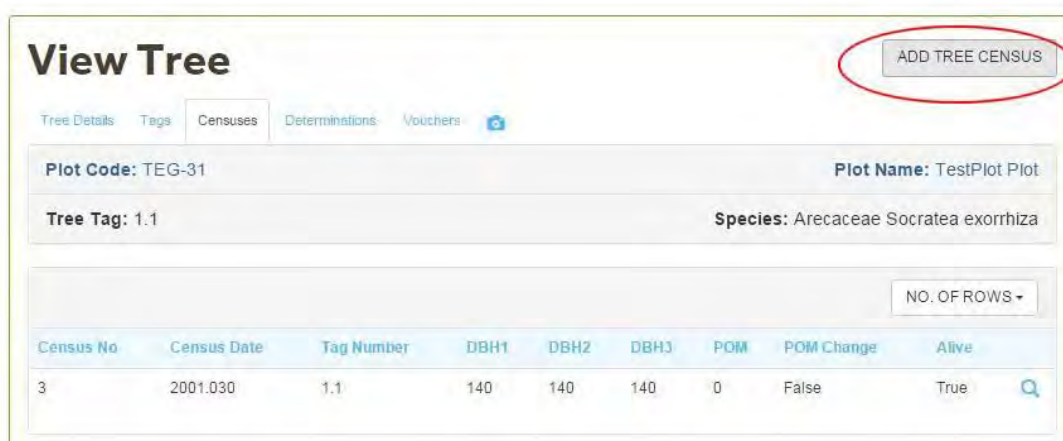 View Tree
ADD TREE CENSUS
Tree Details Tags Censuses Determinations Vouchers
Plot Code: TEG-31 Plot Name: TestPlot Plot
Tree Tag: 1.1 Species: Arecaceae Socratea exorrhiza
NO. OF ROWS
Census No Census Date Tag Number DBH1 DBH2 DBH3 POM POM Change Alive
3 2001.030 1.1 140 140 140 0 False True